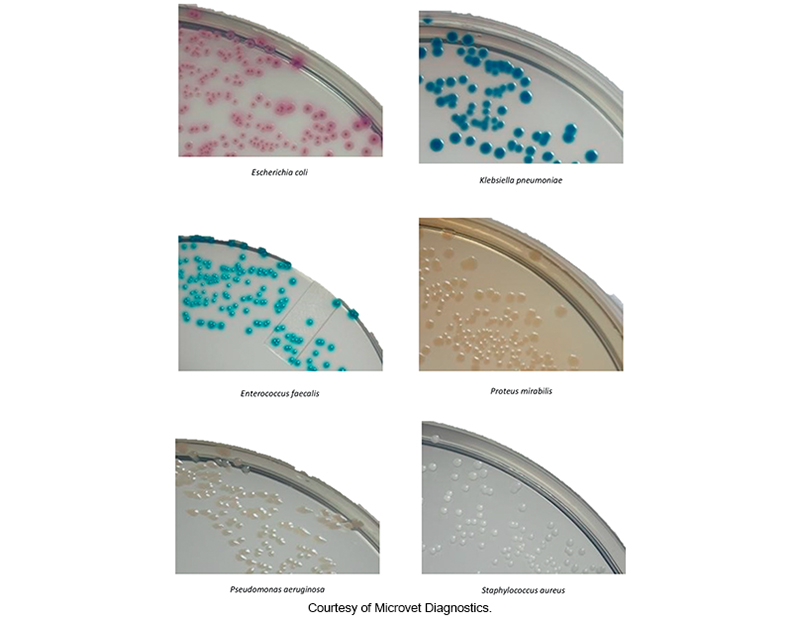 Escherichia coli
Klebsiella pneumoniae
Enterococcus faecalis
Proteus mirabilis
Pseudomonas aeruginosa
Staphylococcus aureus
Courtesy of Microvet Diagnostics.